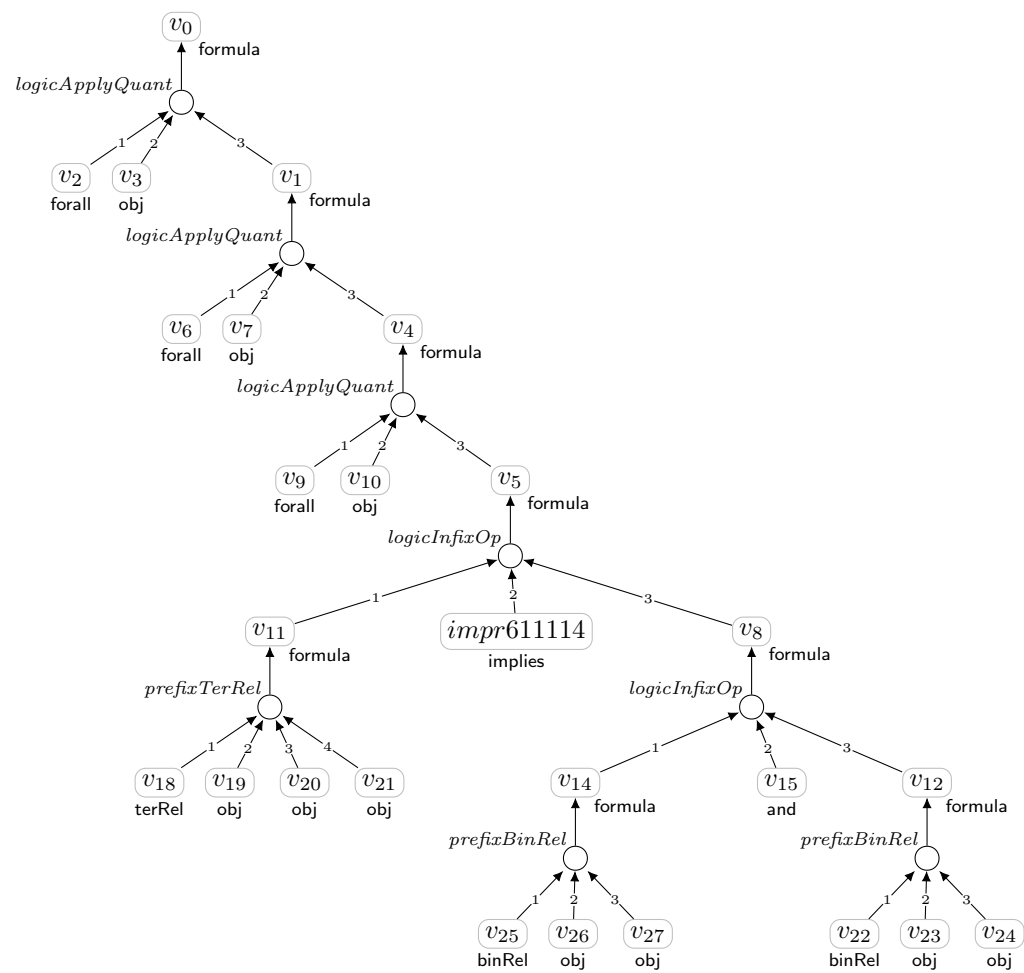 v0
formula
logicApplyQuant
1 2 3
v2 v3 v1
forall obj formula
logicApplyQuant
1 2 3
v6 v7 v4
forall obj formula
logicApplyQuant
1 2 3
v9 v10 v5
forall obj formula
logicInfixOp
1 2 3
v11 impr611114 v8
formula implies formula
prefixTerRel logicInfixOp
1 2 3 4 1 2 3
v18 v19 v20 v21 v14 v15 v12
terRel obj obj obj formula and formula
prefixBinRel prefixBinRel
1 2 3 1 2 3
v25 v26 v27 v22 v23 v24
binRel obj obj binRel obj obj